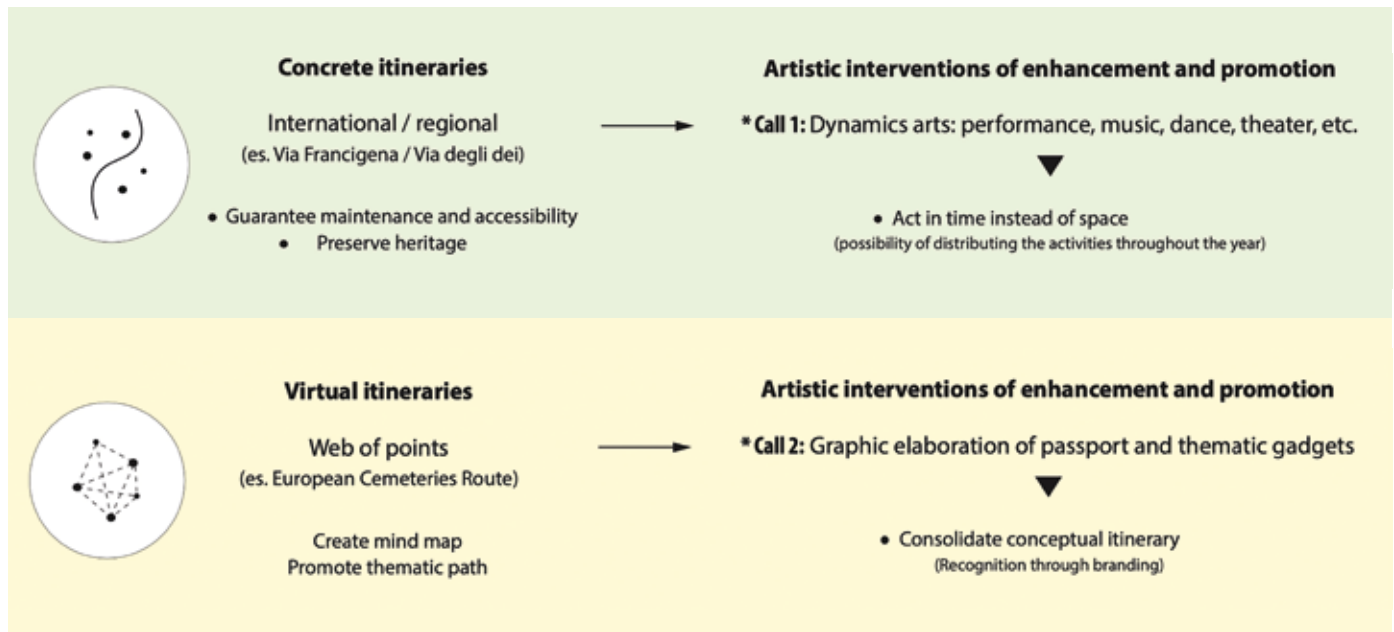 Concrete itineraries
International / regional
(es. Via Francigena / Via degli dei)
• Guarantee maintenance and accessibility
• Preserve heritage
Artistic interventions of enhancement and promotion
* Call 1: Dynamics arts: performance, music, dance, theater, etc.
• Act in time instead of space
(possibility of distributing the activities throughout the year)
Virtual itineraries
Web of points
(es. European Cemeteries Route)
Create mind map
Promote thematic path
Artistic interventions of enhancement and promotion
* Call 2: Graphic elaboration of passport and thematic gadgets
• Consolidate conceptual itinerary
(Recognition through branding)